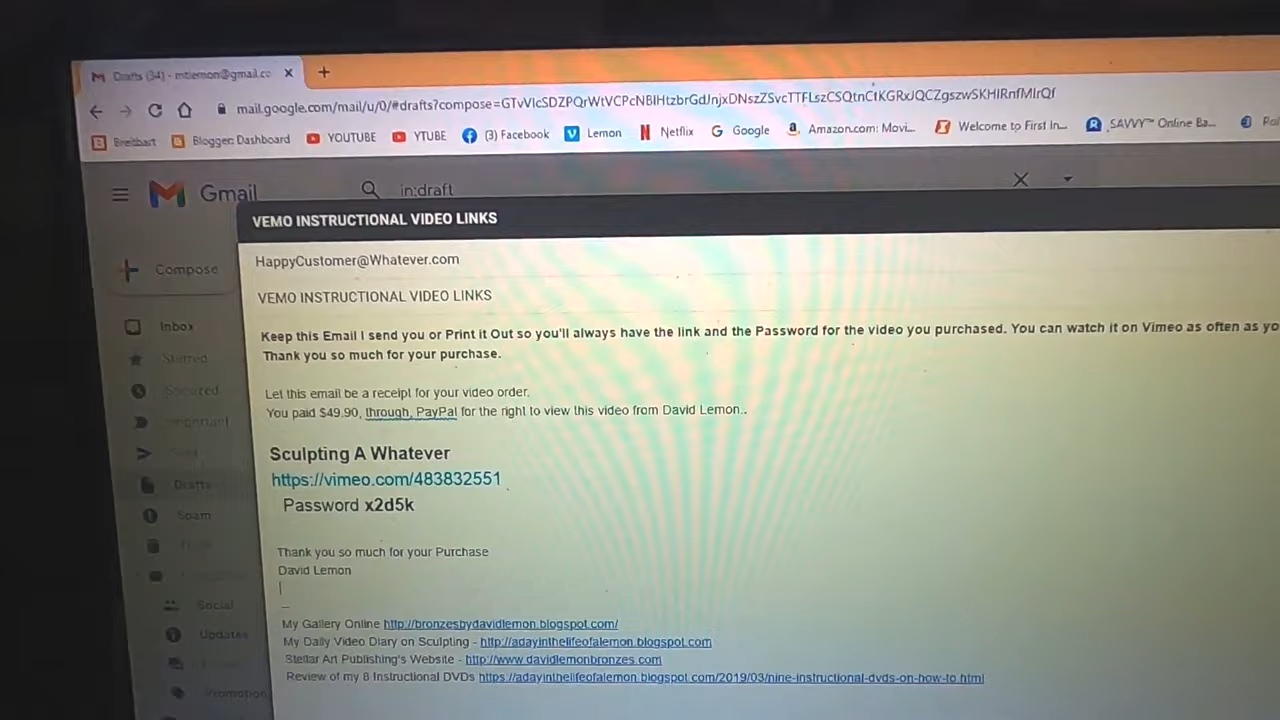 Drafts (34) - mtlemon@gmail.co
mail.google.com/mail/u/0/#drafts?compose=
Breitbart Blogger: Dashboard YOUTUBE YTUBE (3) Facebook Lemon Netflix Google Amazon.com: Movi... Welcome to First In... SAVVY™ Online Ba...
Gmail in:draft
VEMO INSTRUCTIONAL VIDEO LINKS
HappyCustomer@Whatever.com
Compose
VEMO INSTRUCTIONAL VIDEO LINKS
Inbox
Keep this Email I send you or Print it Out so you'll always have the link and the Password for the video you purchased. You can watch it on Vimeo as often as yo
Thank you so much for your purchase.
Starred
Snoozed
Let this email be a receipt for your video order.
You paid $49.90, through, PayPal for the right to view this video from David Lemon..
Important
Sculpting A Whatever
https://vimeo.com/483832551
Drafts
Password x2d5k
Spam
Thank you so much for your Purchase
David Lemon
--
Social
My Gallery Online http://bronzesbydavidlemon.blogspot.com/
Updates
My Daily Video Diary on Sculpting - http://adayinthelifeofalemon.blogspot.com
Stellar Art Publishing's Website - http://www.davidlemonbronzes.com
Review of my 8 Instructional DVDs https://adayinthelifeofalemon.blogspot.com/2019/03/nine-instructional-dvds-on-how-to.html
Promotion